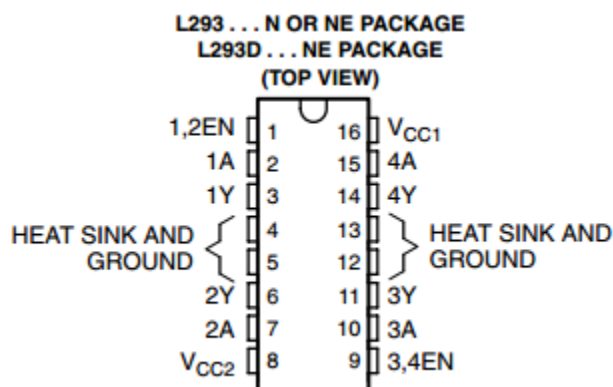 L293 . . . N OR NE PACKAGE
L293D . . . NE PACKAGE
(TOP VIEW)
1,2EN 1 16 VCC1
1A 2 15 4A
1Y 3 14 4Y
HEAT SINK AND GROUND 4 13 HEAT SINK AND GROUND
5 12
2Y 6 11 3Y
2A 7 10 3A
VCC2 8 9 3,4EN